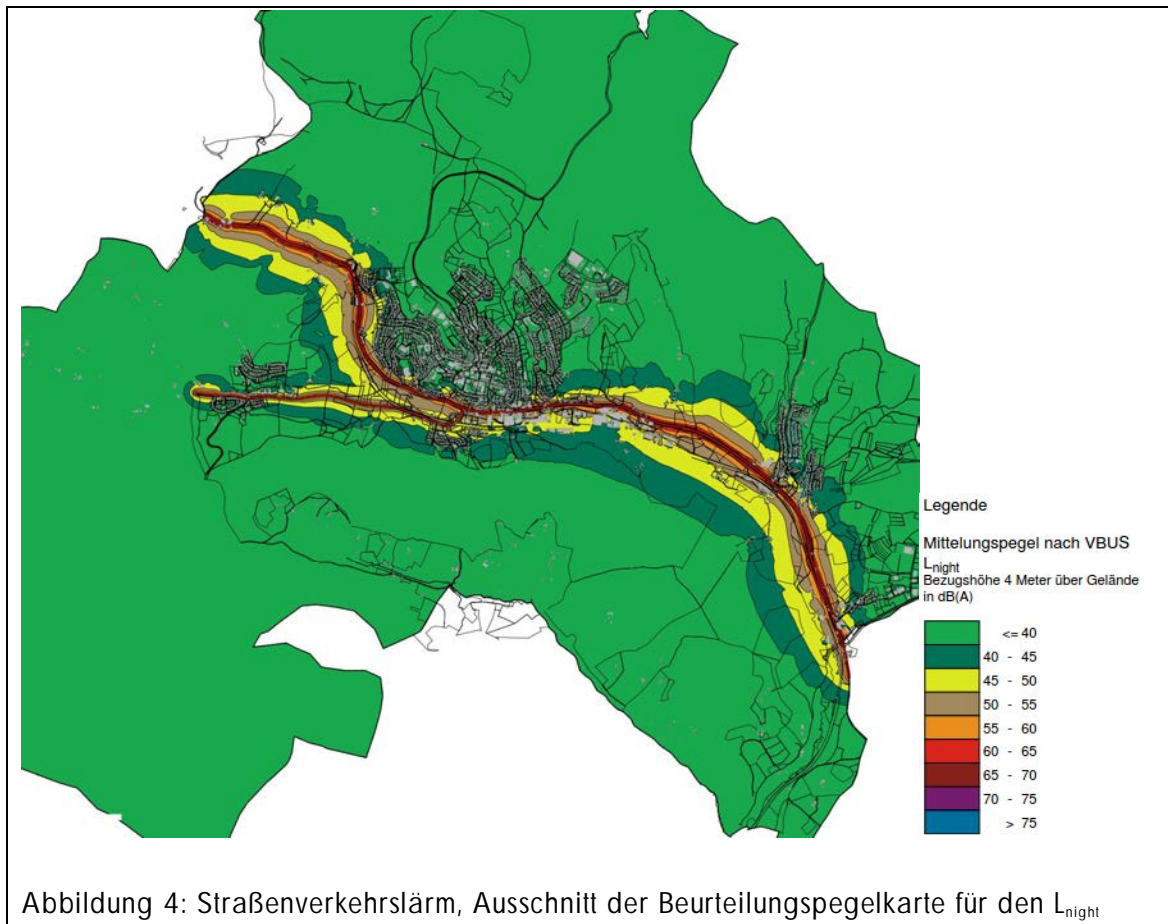 Legende
Mittelungspegel nach VBUS
Lnight
Bezugshöhe 4 Meter über Gelände
in dB(A)
<= 40
40 - 45
45 - 50
50 - 55
55 - 60
60 - 65
65 - 70
70 - 75
> 75
Abbildung 4: Straßenverkehrslärm, Ausschnitt der Beurteilungspegelkarte für den Lnight